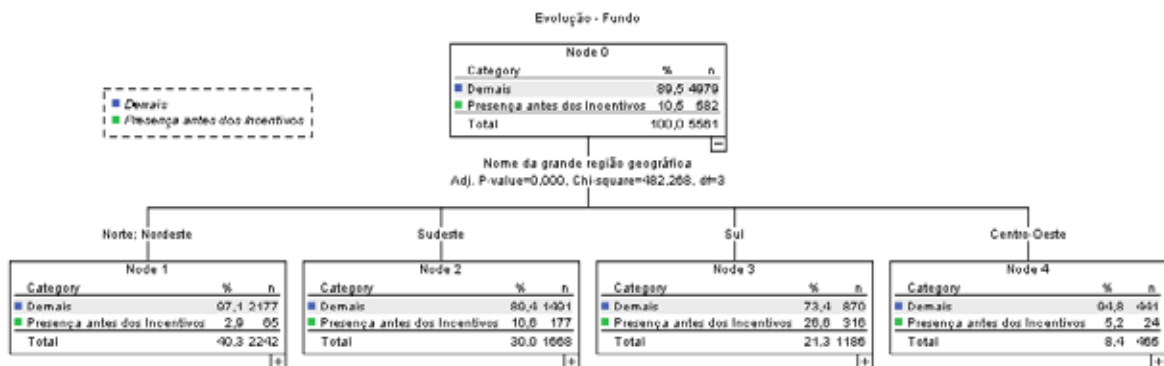 Evolução - Fundo
Node 0
Category % n
Demais 89,5 4979
Presença antes dos Incentivos 10,5 582
Total 100,0 5561
Demais
Presença antes dos Incentivos
Nome da grande região geográfica
Adj. P-value=0,000, Chi-square=482,268, df=3
Norte; Nordeste
Sudeste
Sul
Centro-Oeste
Node 1
Category % n
Demais 97,1 2177
Presença antes dos Incentivos 2,9 65
Total 40,3 2242
Node 2
Category % n
Demais 89,4 1491
Presença antes dos Incentivos 10,6 177
Total 30,0 1668
Node 3
Category % n
Demais 73,4 870
Presença antes dos Incentivos 26,6 316
Total 21,3 1186
Node 4
Category % n
Demais 94,8 441
Presença antes dos Incentivos 5,2 24
Total 8,4 465